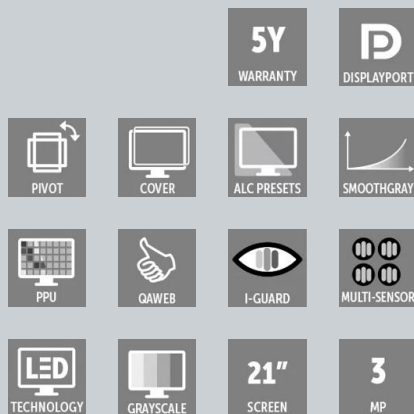 5Y
WARRANTY
DISPLAYPORT
PIVOT
COVER
ALC PRESETS
SMOOTHGRAY
PPU
QAWEB
I-GUARD
MULTI-SENSOR
LED
TECHNOLOGY
GRAYSCALE
21"
SCREEN
3
MP